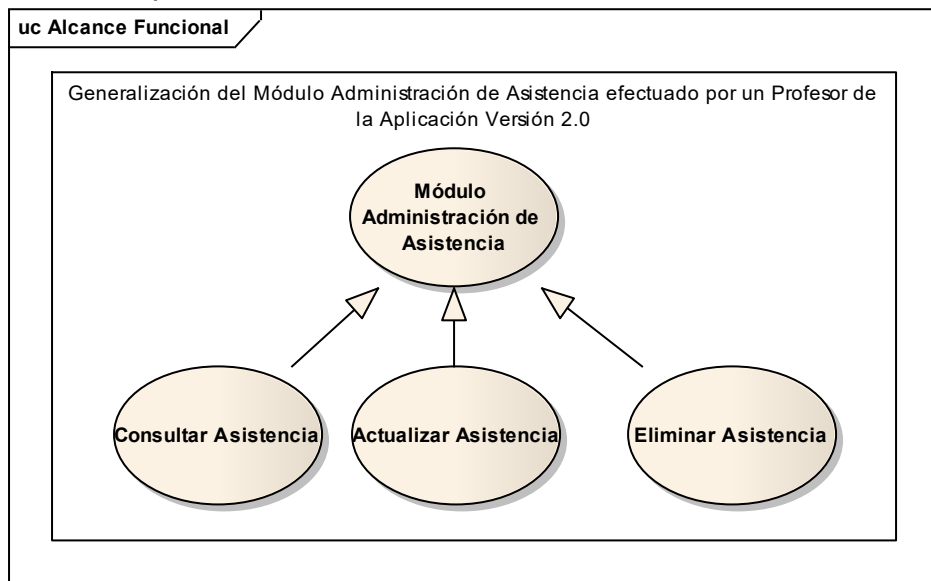 uc Alcance Funcional
Generalización del Módulo Administración de Asistencia efectuado por un Profesor de
la Aplicación Versión 2.0
Módulo
Administración de
Asistencia
Consultar Asistencia
Actualizar Asistencia
Eliminar Asistencia